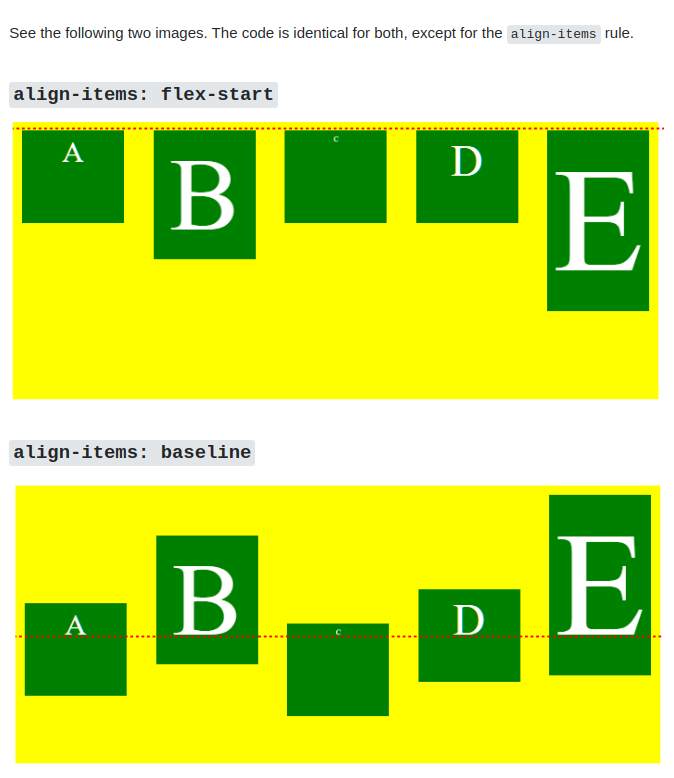 See the following two images. The code is identical for both, except for the align-items rule.
align-items: flex-start
A B c D E
align-items: baseline
A B c D E